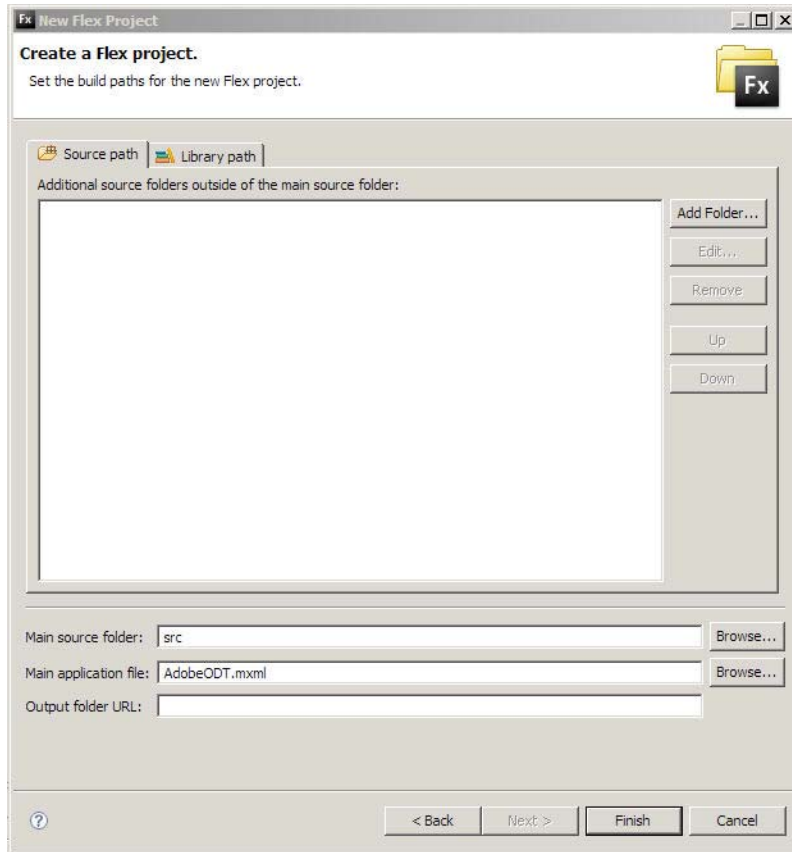 Fx New Flex Project
Create a Flex project.
Set the build paths for the new Flex project.
Fx
Source path
Library path
Additional source folders outside of the main source folder:
Add Folder...
Edit...
Remove
Up
Down
Main source folder: src Browse...
Main application file: AdobeODT.mxml Browse...
Output folder URL:
? < Back Next > Finish Cancel